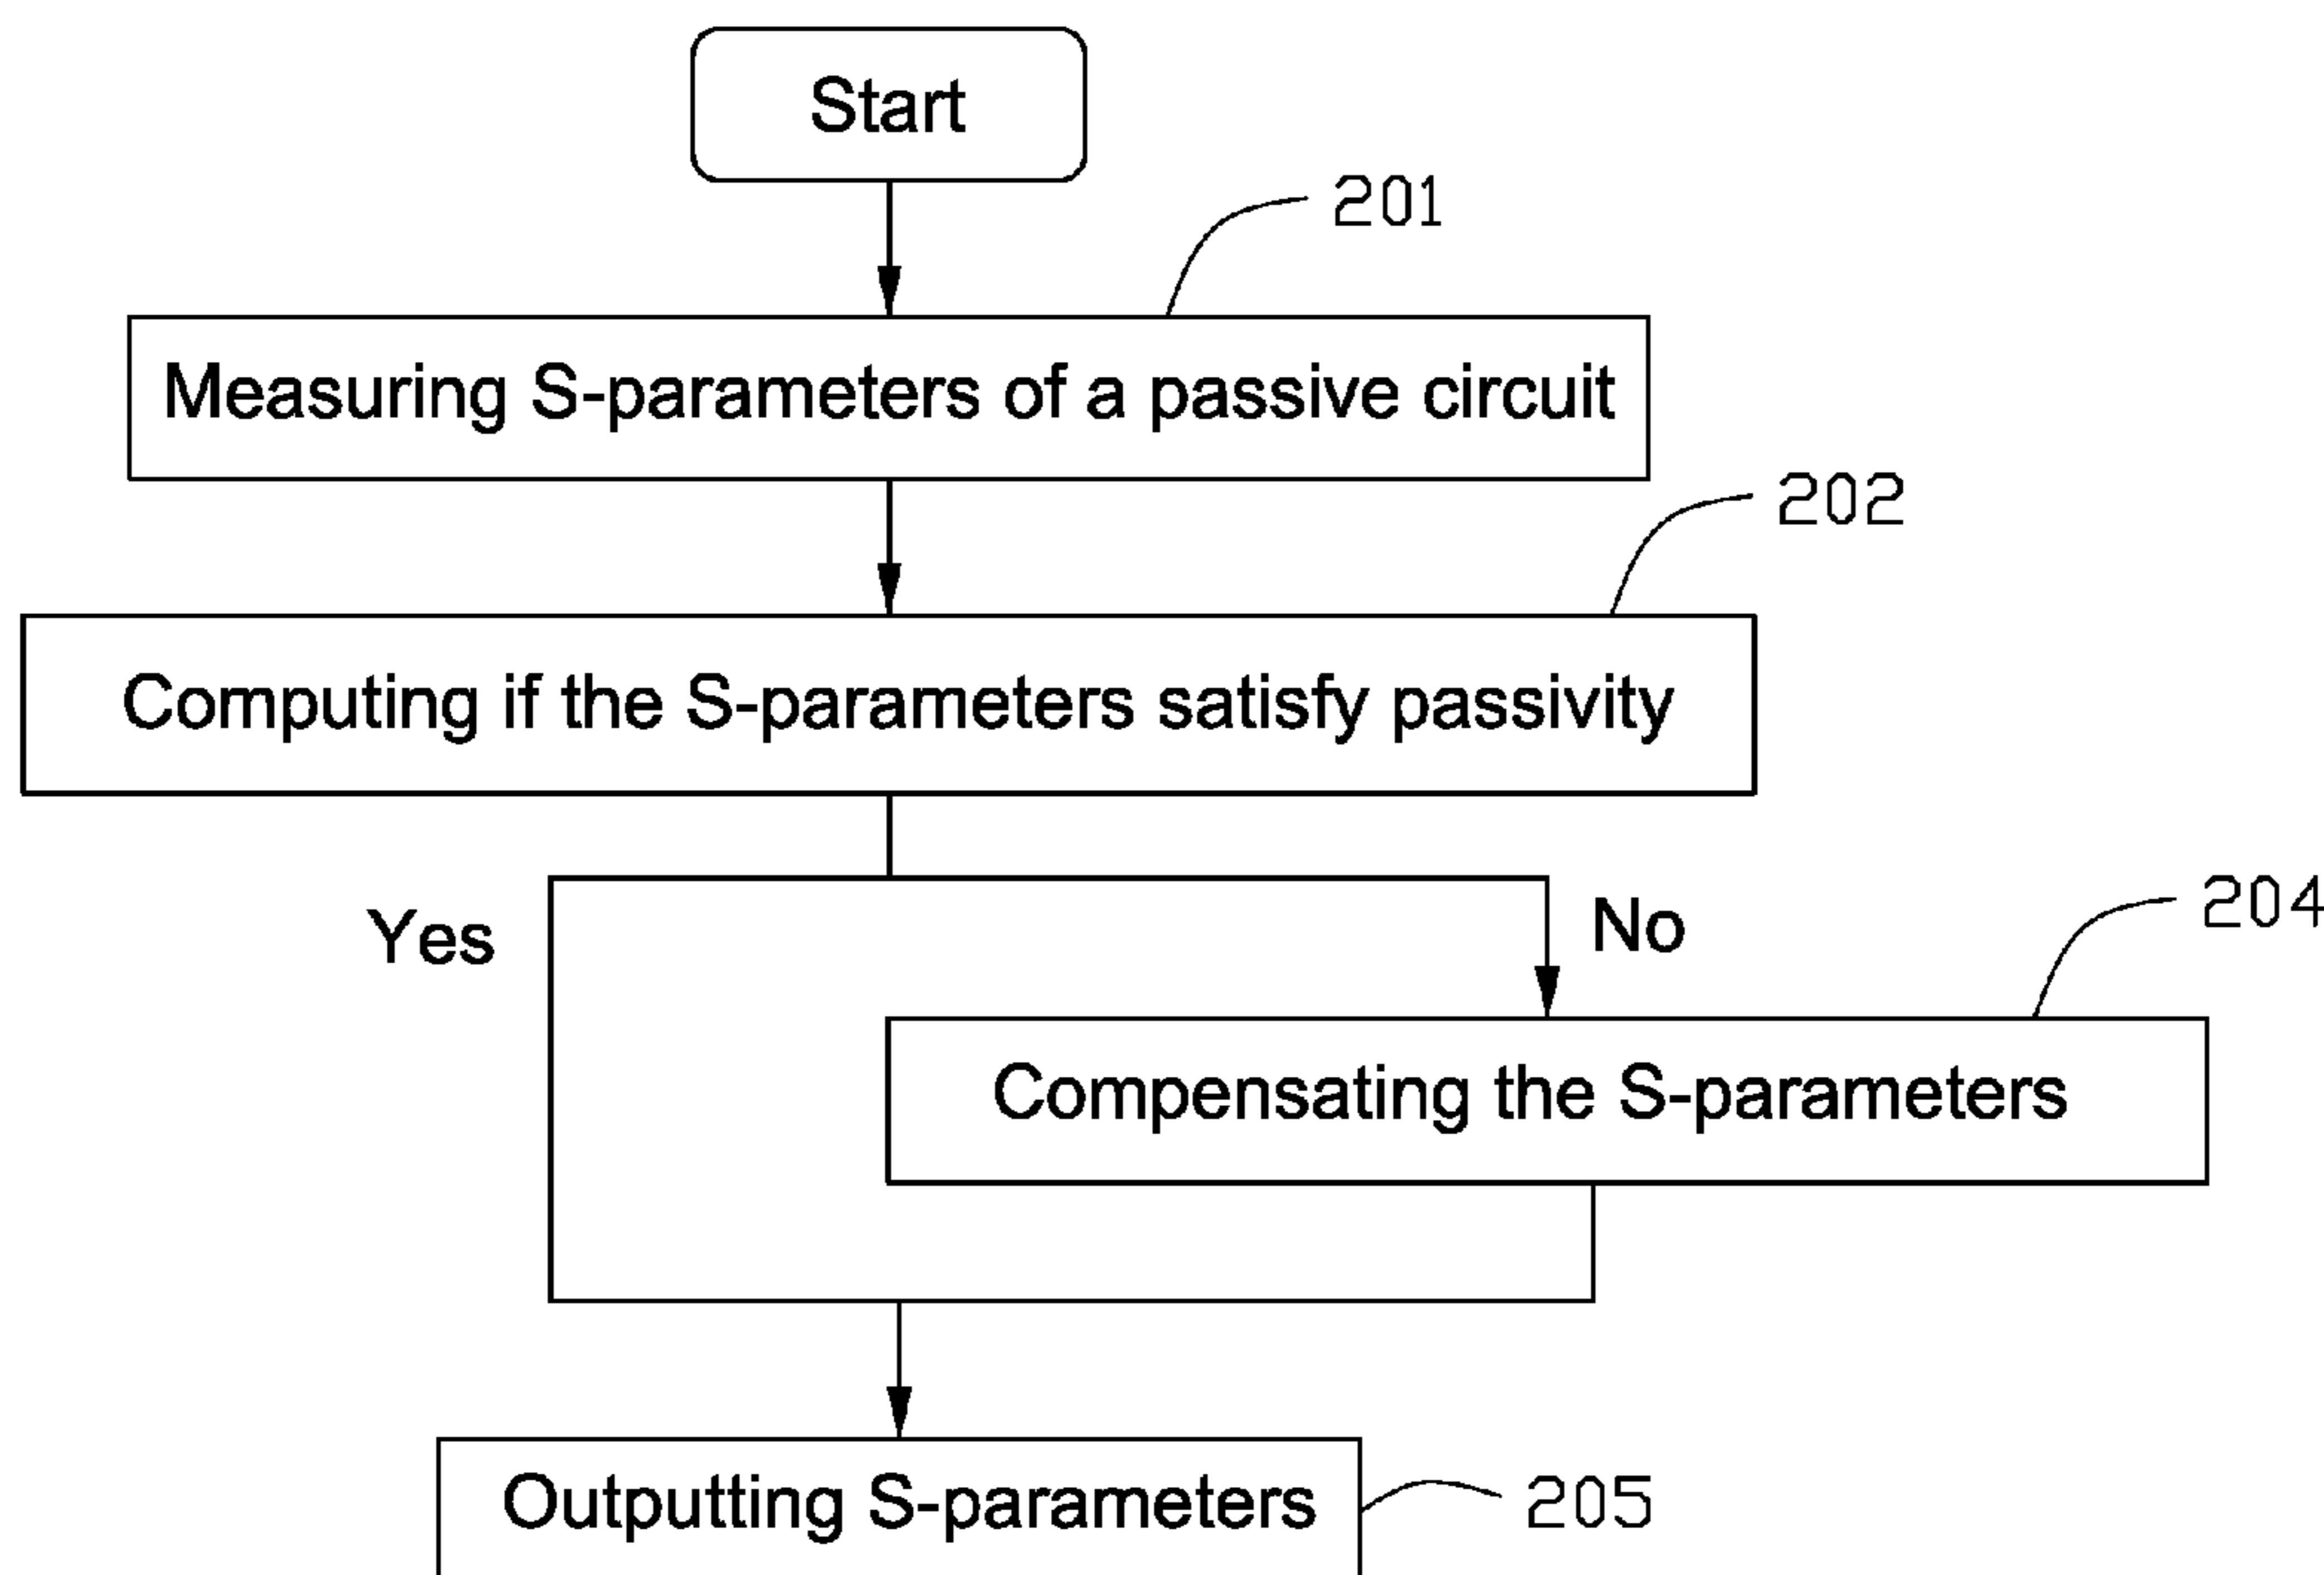 Start
201
Measuring S-parameters of a passive circuit
202
Computing if the S-parameters satisfy passivity
Yes
No
204
Compensating the S-parameters
Outputting S-parameters
205